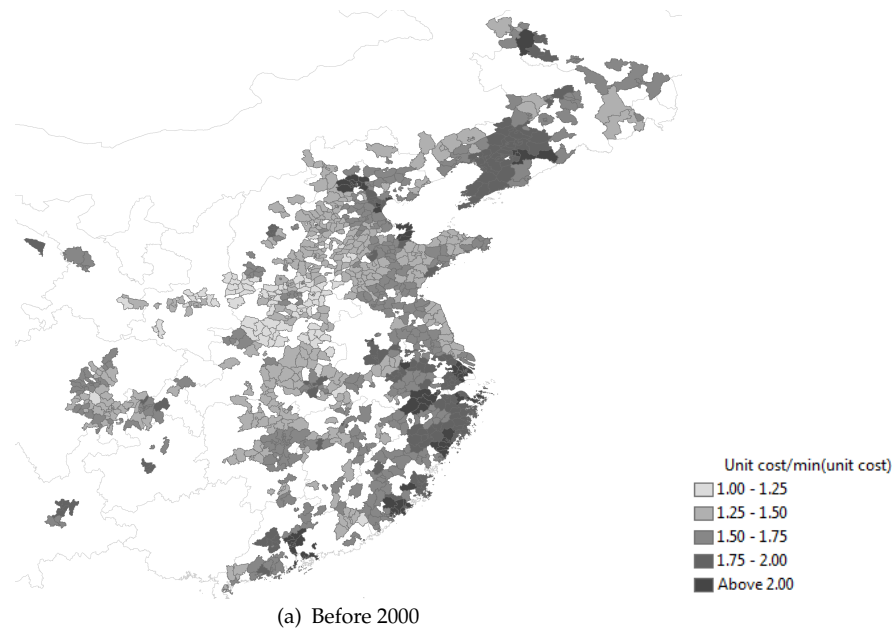 Unit cost/min(unit cost)
1.00 - 1.25
1.25 - 1.50
1.50 - 1.75
1.75 - 2.00
Above 2.00
(a) Before 2000